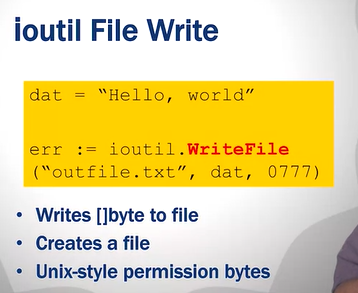 ioutil File Write
dat = “Hello, world”
err := ioutil.WriteFile
(“outfile.txt”, dat, 0777)
• Writes []byte to file
• Creates a file
• Unix-style permission bytes